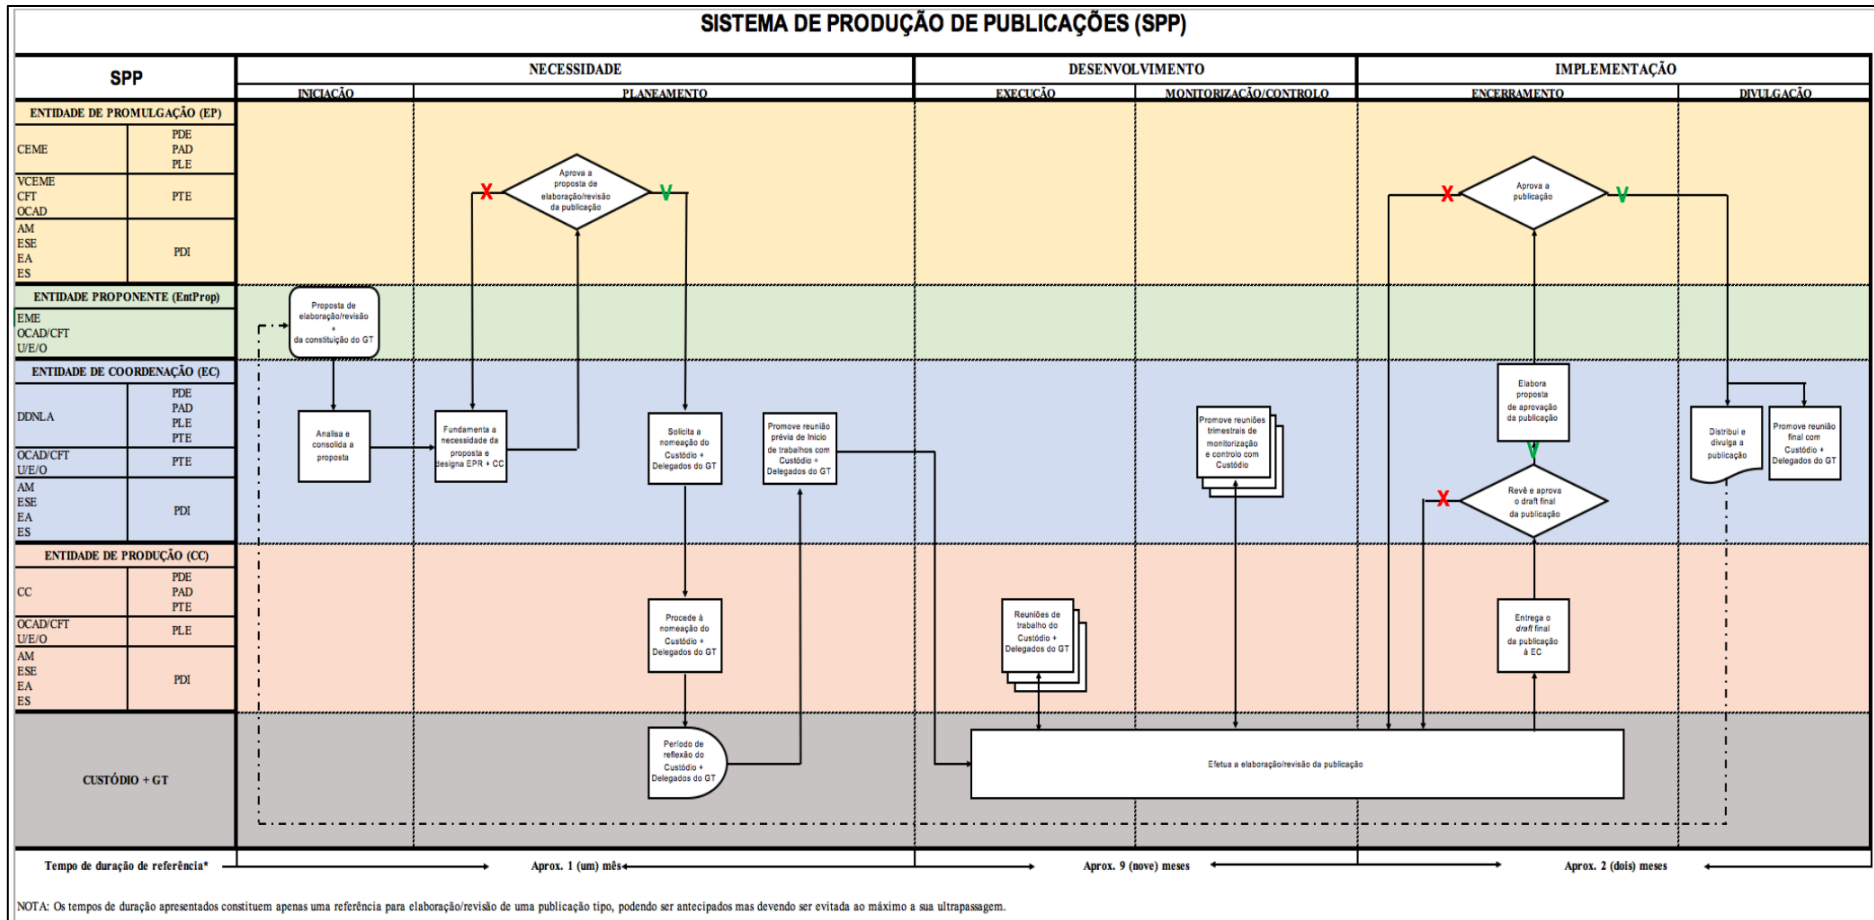 SISTEMA DE PRODUÇÃO DE PUBLICAÇÕES (SPP)
SPP
NECESSIDADE
DESENVOLVIMENTO
IMPLEMENTAÇÃO
INICIAÇÃO
PLANEAMENTO
EXECUÇÃO
MONITORIZAÇÃO/CONTROLO
ENCERRAMENTO
DIVULGAÇÃO
ENTIDADE DE PROMULGAÇÃO (EP)
CEME
PDE
PAD
PLE
VCEME
CFT
OCAD
PTE
AM
ESE
EA
ES
PDI
Aprova a
proposta de
elaboração/revisão
da publicação
X
V
Aprova a
publicação
X
V
ENTIDADE PROPONENTE (EntProp)
EME
OCAD/CFT
U/E/O
Proposta de
elaboração/revisão
+
da constituição do GT
ENTIDADE DE COORDENAÇÃO (EC)
DDNLA
PDE
PAD
PLE
PTE
OCAD/CFT
U/E/O
PTE
AM
ESE
EA
ES
PDI
Analisa e
consolida a
proposta
Fundamenta a
necessidade da
proposta e
designa EPR + CC
Solicita a
nomeação do
Custódio +
Delegados do GT
Promove reunião
prévia de Inicio
de trabalhos com
Custódio +
Delegados do GT
Promove reuniões
trimestrais de
monitorização
e controlo com
Custódio
Elabora
proposta
de aprovação
da publicação
V
Revê e aprova
o draft final
da publicação
X
Distribui e
divulga a
publicação
Promove reunião
final com
Custódio +
Delegados do GT
ENTIDADE DE PRODUÇÃO (CC)
CC
PDE
PAD
PTE
OCAD/CFT
U/E/O
PLE
AM
ESE
EA
ES
PDI
Procede à
nomeação do
Custódio +
Delegados do GT
Reuniões de
trabalho do
Custódio +
Delegados do GT
Entrega o
draft final
da publicação
à EC
CUSTÓDIO + GT
Período de
reflexão do
Custódio +
Delegados do GT
Efetua a elaboração/revisão da publicação
Tempo de duração de referência*
Aprox. 1 (um) mês
Aprox. 9 (nove) meses
Aprox. 2 (dois) meses
NOTA: Os tempos de duração apresentados constituem apenas uma referência para elaboração/revisão de uma publicação tipo, podendo ser antecipados mas devendo ser evitada ao máximo a sua ultrapassagem.